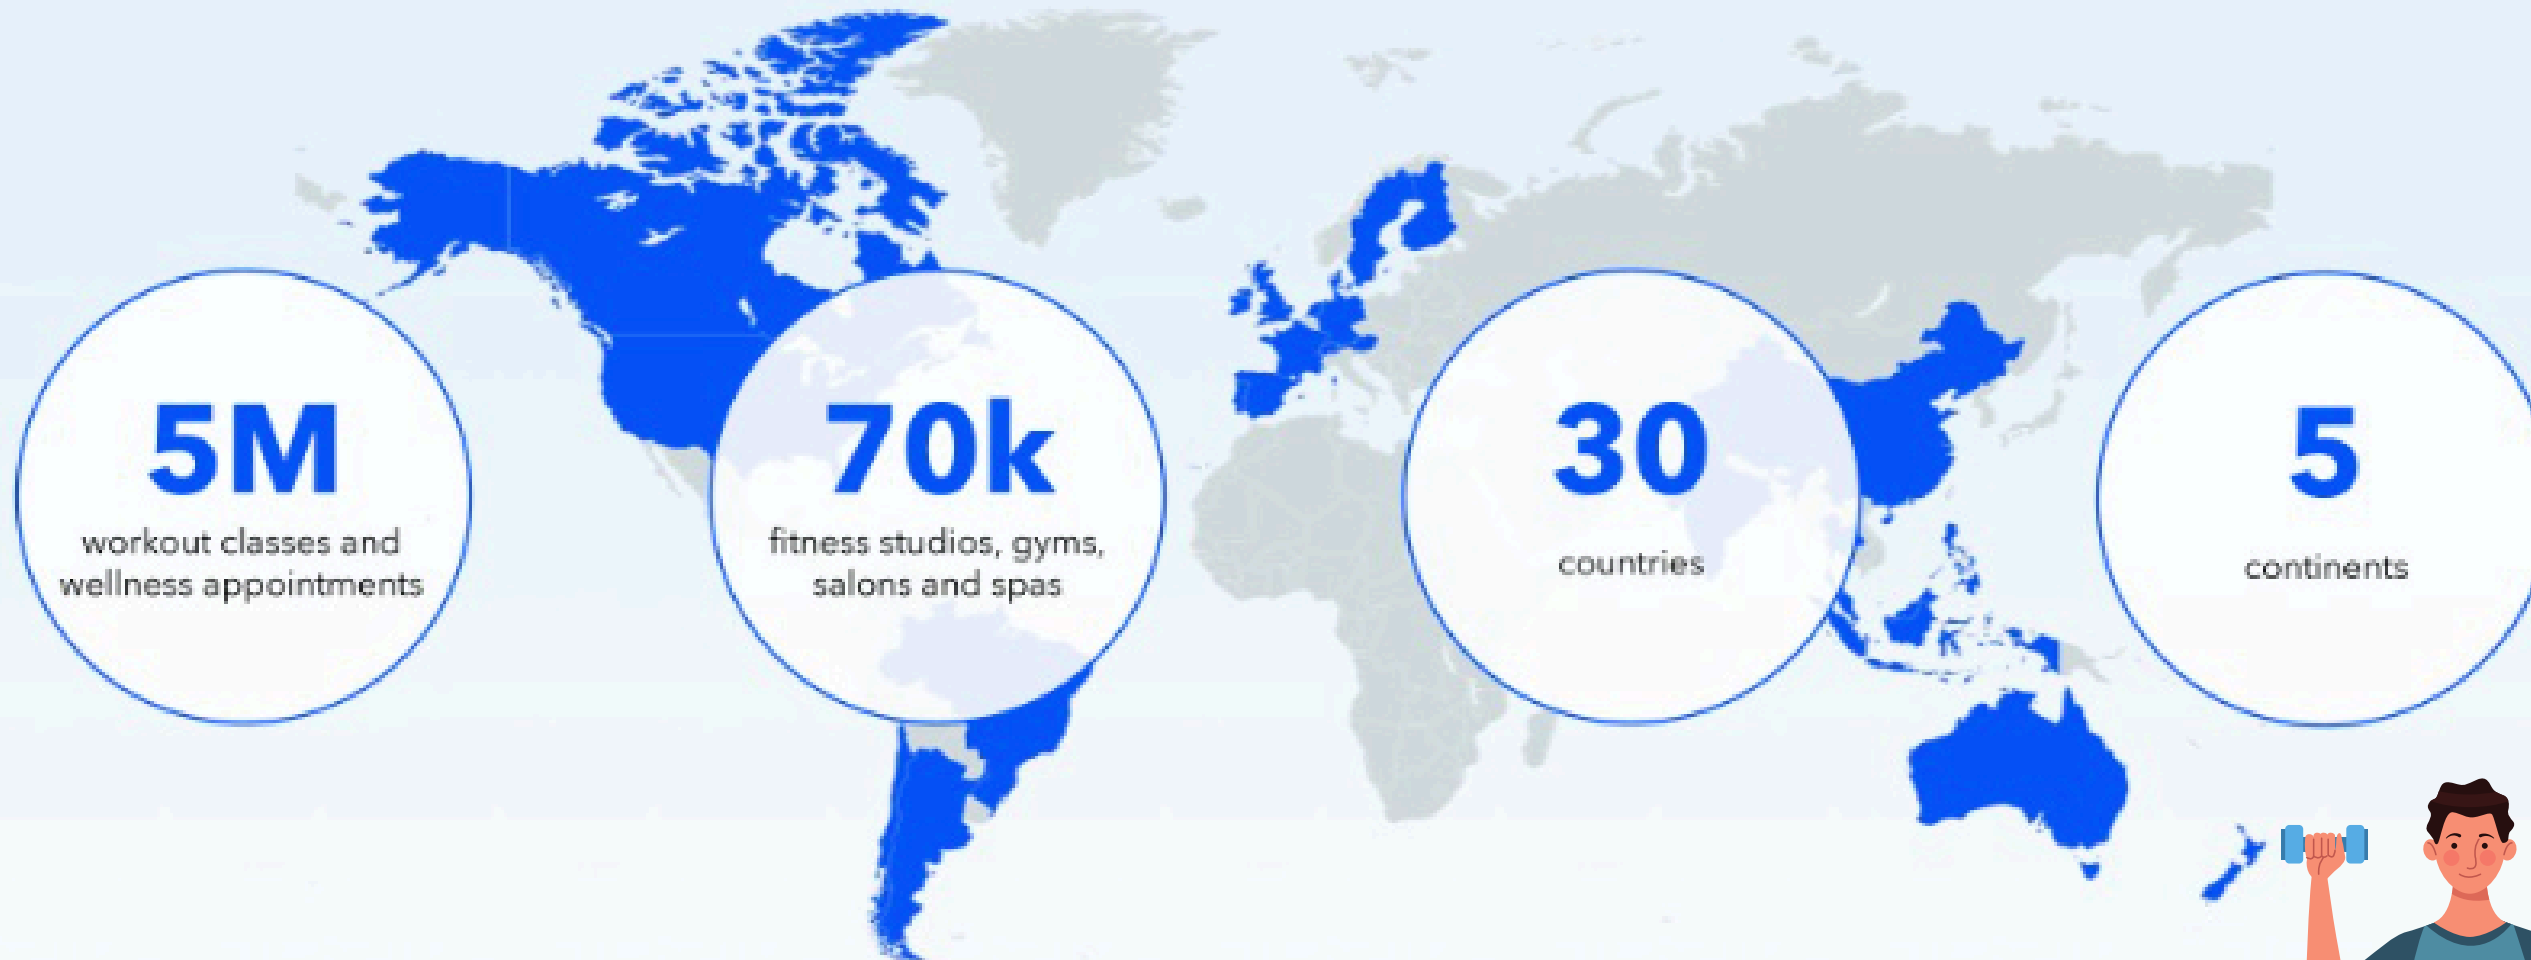 5M
workout classes and
wellness appointments
70k
fitness studios, gyms,
salons and spas
30
countries
5
continents